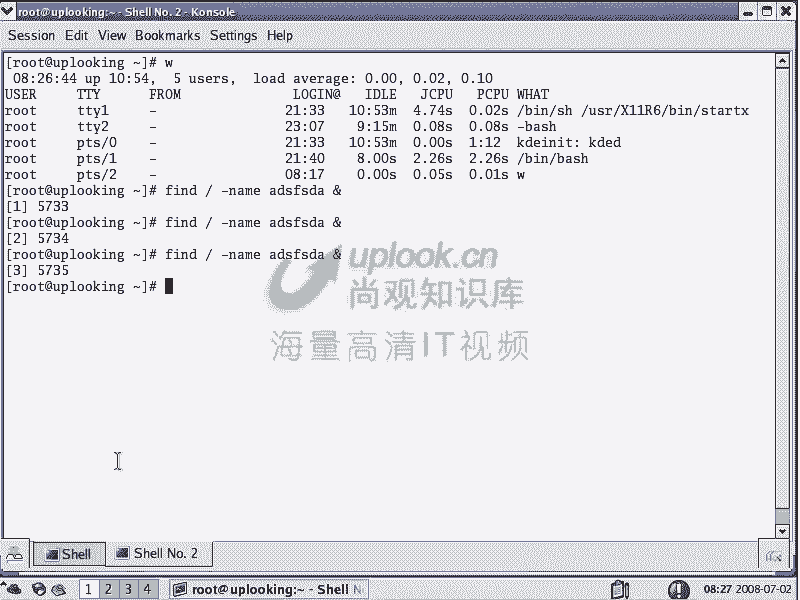 root@uplooking:~ - Shell No. 2 - Konsole
Session Edit View Bookmarks Settings Help
[root@uplooking ~]# w
08:26:44 up 10:54, 5 users, load average: 0.00, 0.02, 0.10
USER TTY FROM LOGIN@ IDLE JCPU PCPU WHAT
root tty1 - 21:33 10:53m 4.74s 0.02s /bin/sh /usr/X11R6/bin/startx
root tty2 - 23:07 9:15m 0.08s 0.08s -bash
root pts/0 - 21:33 10:53m 0.00s 1:12 kdeinit: kded
root pts/1 - 21:40 8.00s 2.26s 2.26s /bin/bash
root pts/2 - 08:17 0.00s 0.05s 0.01s w
[root@uplooking ~]# find / -name adsfsda &
[1] 5733
[root@uplooking ~]# find / -name adsfsda &
[2] 5734
[root@uplooking ~]# find / -name adsfsda &
[3] 5735
[root@uplooking ~]#
uplook.cn
尚观知识库
海量高清IT视频
Shell
Shell No. 2
1 2 3 4
root@uplooking:~ - Shell N
08:27 2008-07-02